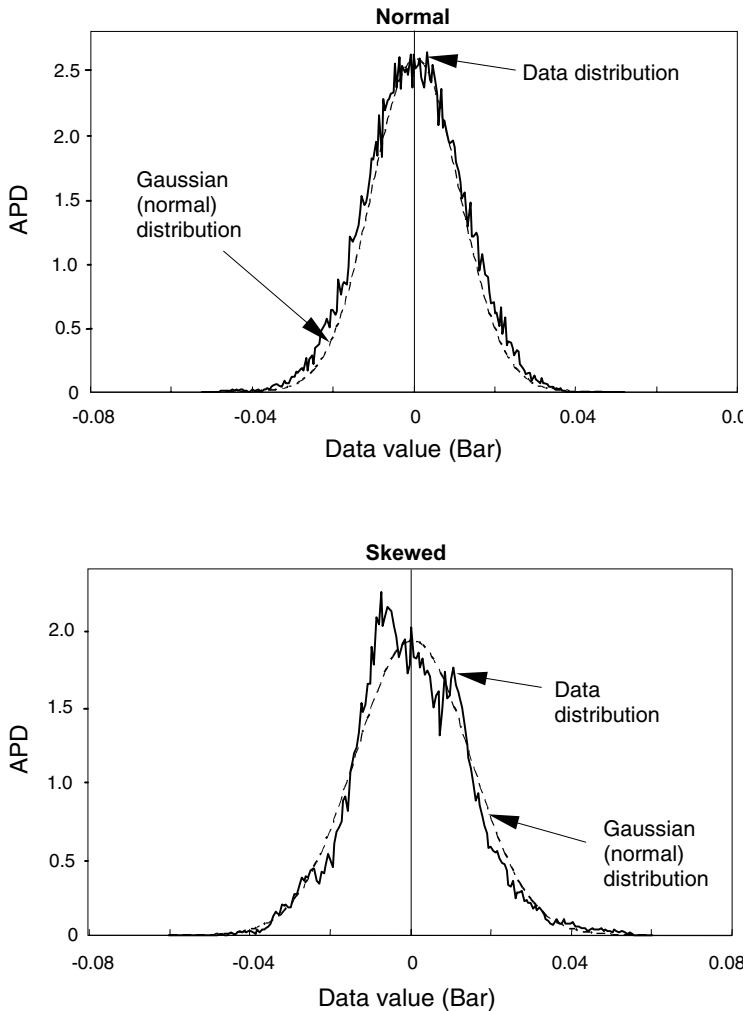 Normal
2.5
2.0
1.5
1.0
0.5
0
APD
Data distribution
Gaussian
(normal)
distribution
-0.08
-0.04
0
0.04
0.0
Data value (Bar)
Skewed
2.0
1.5
1.0
0.5
0
APD
Data
distribution
Gaussian
(normal)
distribution
-0.08
-0.04
0
0.04
0.08
Data value (Bar)